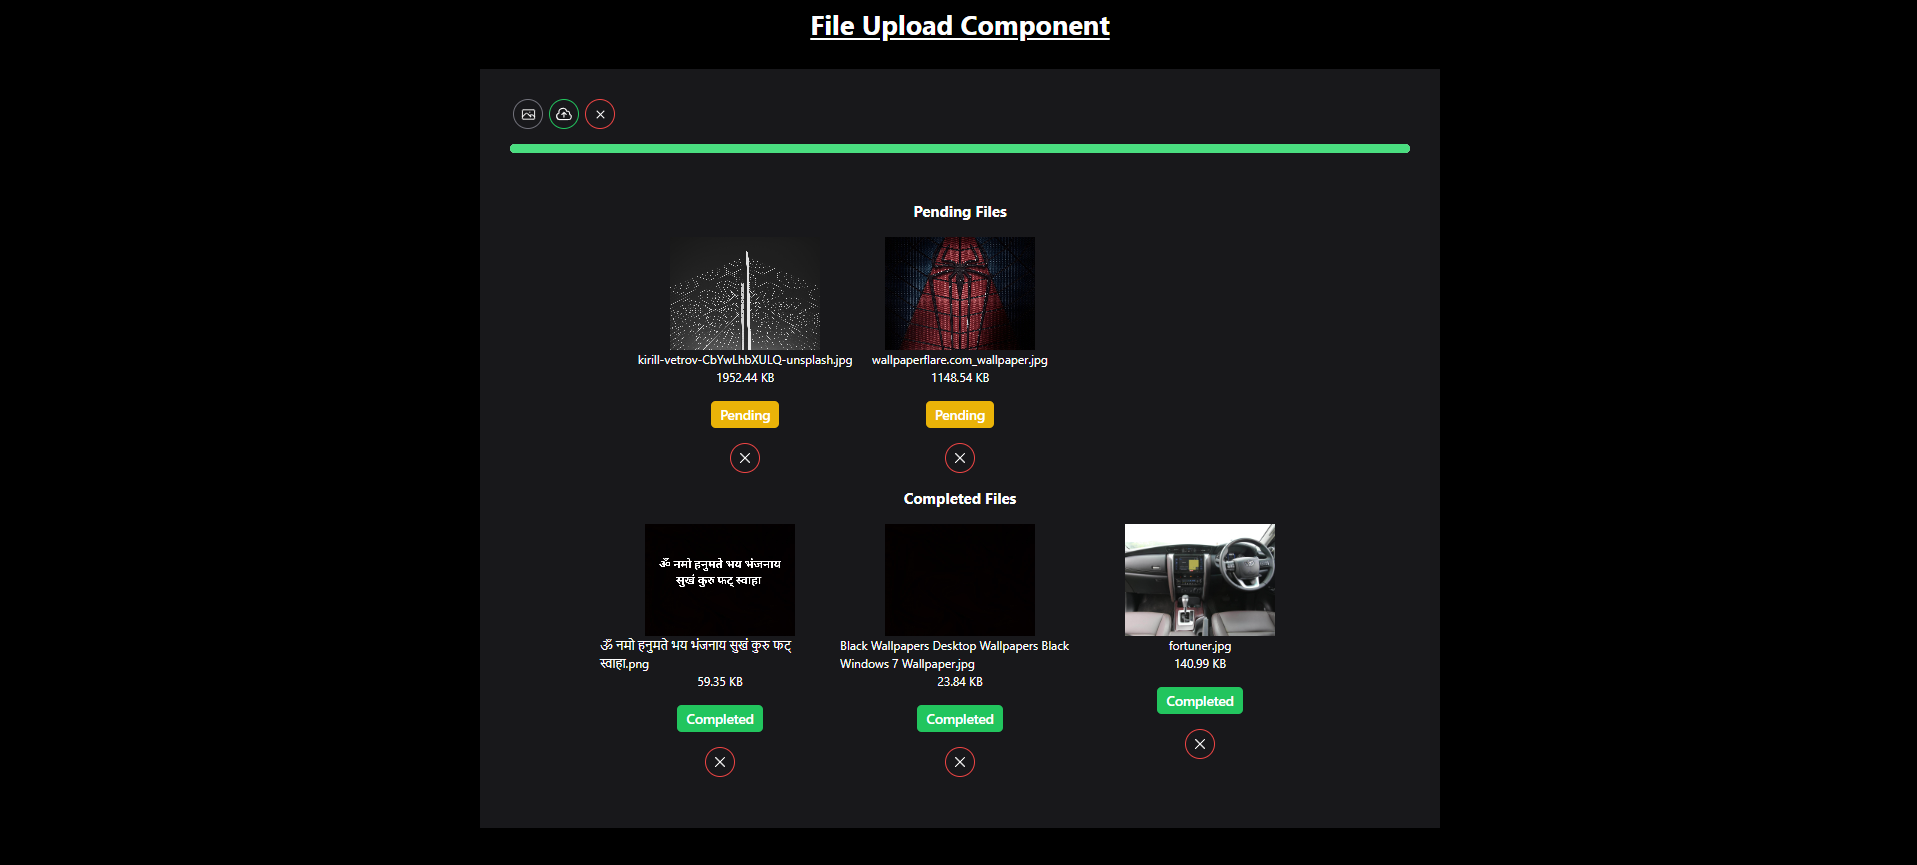 File Upload Component
Pending Files
kirill-vetrov-CbYwLhbXULQ-unsplash.jpg
1952.44 KB
Pending
wallpaperflare.com_wallpaper.jpg
1148.54 KB
Pending
Completed Files
ॐ नमो हनुमते भय भंजनाय
सुखं कुरु फट् स्वाहा
ॐ नमो हनुमते भय भंजनाय सुखं कुरु फट्
स्वाहा.png
59.35 KB
Completed
Black Wallpapers Desktop Wallpapers Black
Windows 7 Wallpaper.jpg
23.84 KB
Completed
fortuner.jpg
140.99 KB
Completed